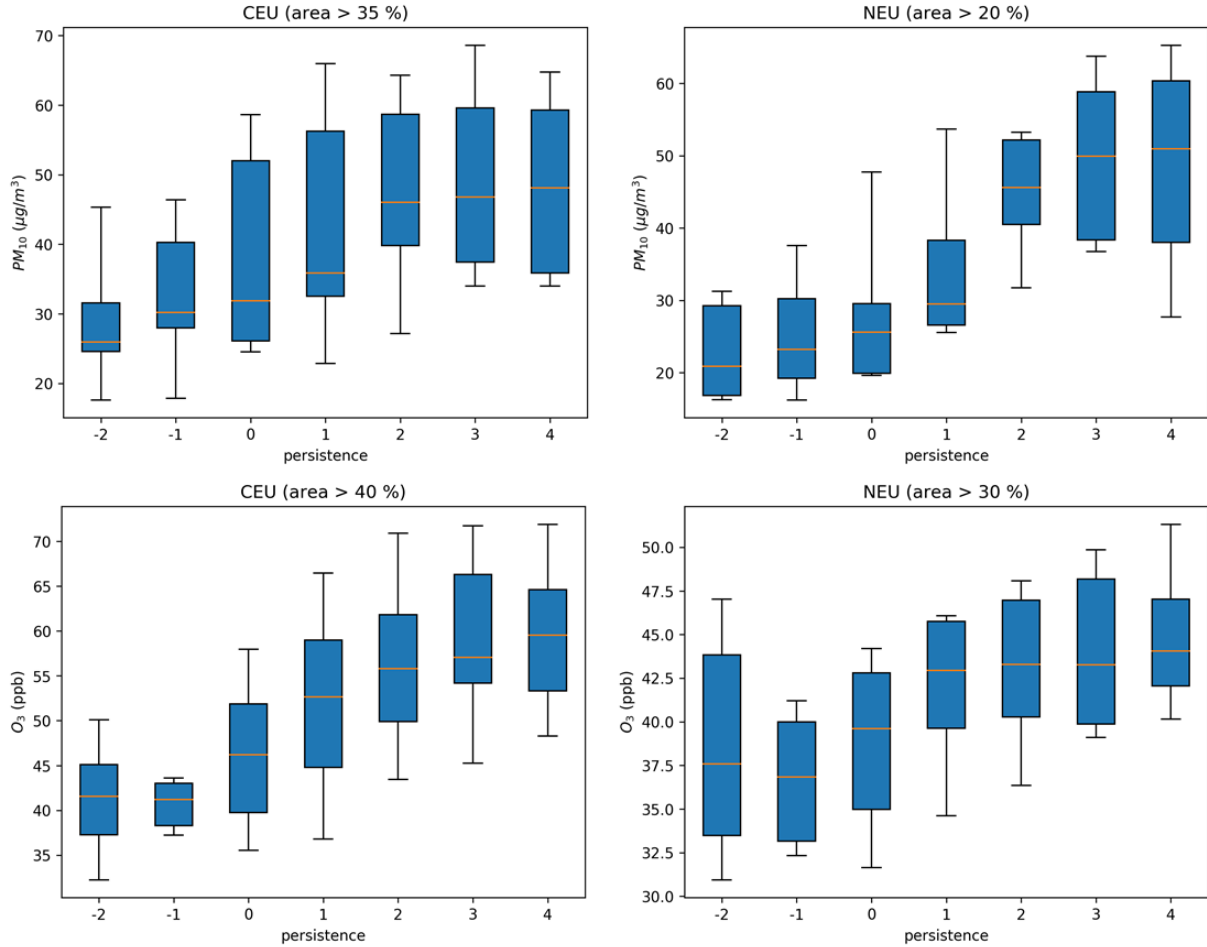 CEU (area > 35 %)
70
60
50
40
30
20
PM₁₀ (μg/m³)
-2 -1 0 1 2 3 4
persistence
NEU (area > 20 %)
60
50
40
30
20
PM₁₀ (μg/m³)
-2 -1 0 1 2 3 4
persistence
CEU (area > 40 %)
70
65
60
55
50
45
40
35
O₃ (ppb)
-2 -1 0 1 2 3 4
persistence
NEU (area > 30 %)
50.0
47.5
45.0
42.5
40.0
37.5
35.0
32.5
30.0
O₃ (ppb)
-2 -1 0 1 2 3 4
persistence